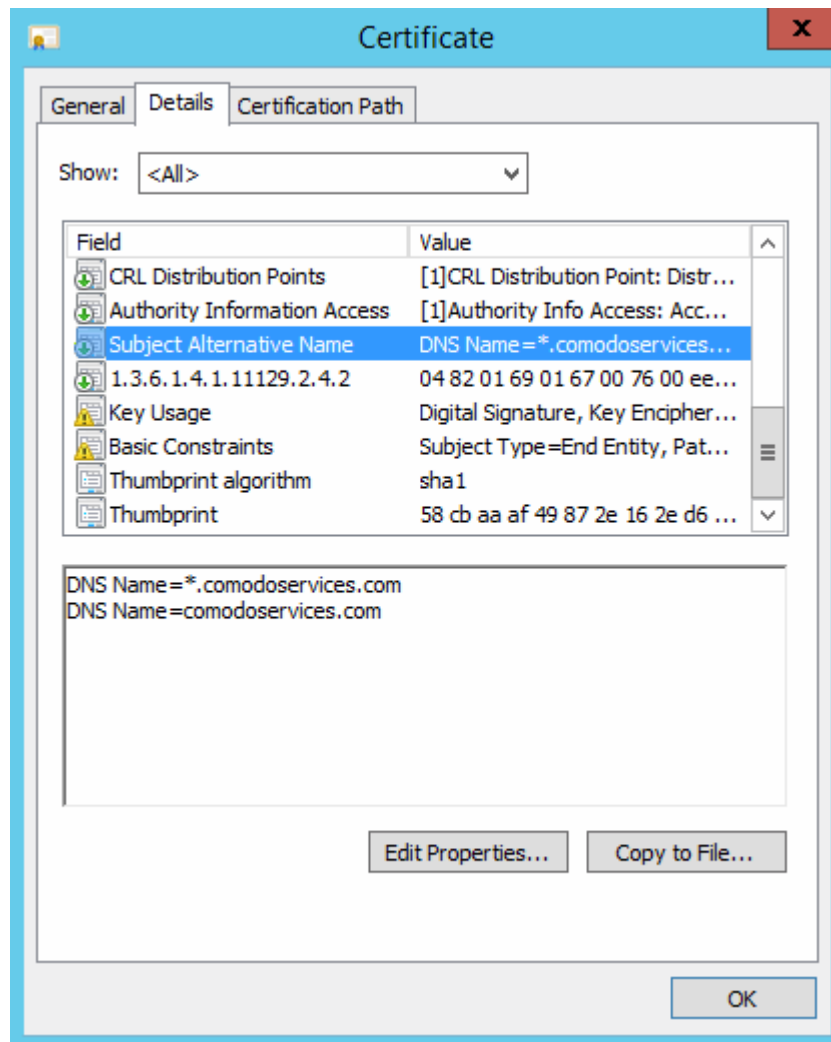 Certificate
x
General Details Certification Path
Show: <All>
Field Value
CRL Distribution Points [1]CRL Distribution Point: Distr...
Authority Information Access [1]Authority Info Access: Acc...
Subject Alternative Name DNS Name=*.comodoservices...
1.3.6.1.4.1.11129.2.4.2 04 82 01 69 01 67 00 76 00 ee...
Key Usage Digital Signature, Key Encipher...
Basic Constraints Subject Type=End Entity, Pat...
Thumbprint algorithm sha1
Thumbprint 58 cb aa af 49 87 2e 16 2e d6 ...
DNS Name=*.comodoservices.com
DNS Name=comodoservices.com
Edit Properties... Copy to File...
OK